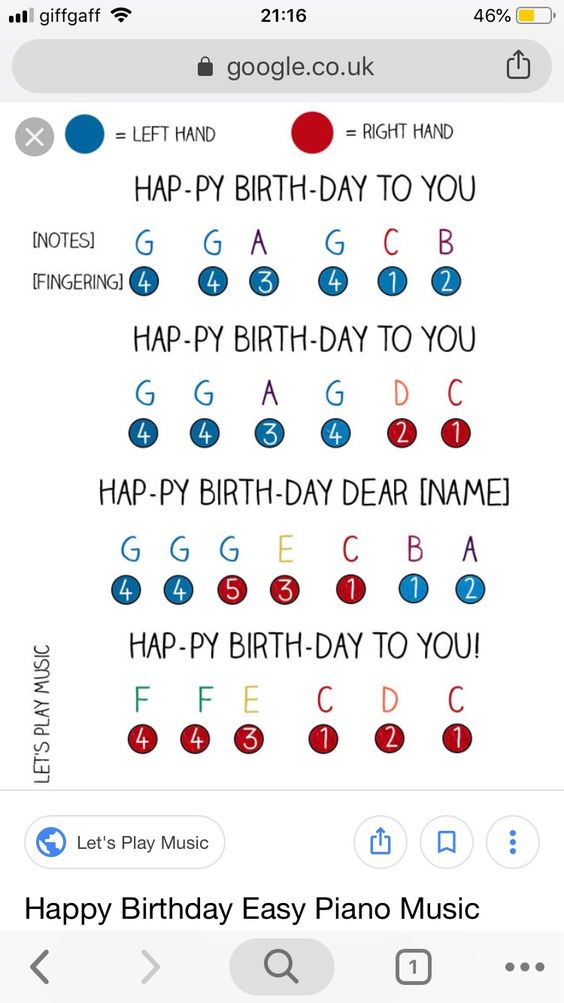 giffgaff 21:16 46%
google.co.uk
= LEFT HAND = RIGHT HAND
HAP-PY BIRTH-DAY TO YOU
[NOTES] G G A G C B
[FINGERING] 4 4 3 4 1 2
HAP-PY BIRTH-DAY TO YOU
G G A G D C
4 4 3 4 2 1
HAP-PY BIRTH-DAY DEAR [NAME]
G G G E C B A
4 4 5 3 1 1 2
HAP-PY BIRTH-DAY TO YOU!
F F E C D C
4 4 3 1 2 1
LET'S PLAY MUSIC
Let's Play Music
Happy Birthday Easy Piano Music
1